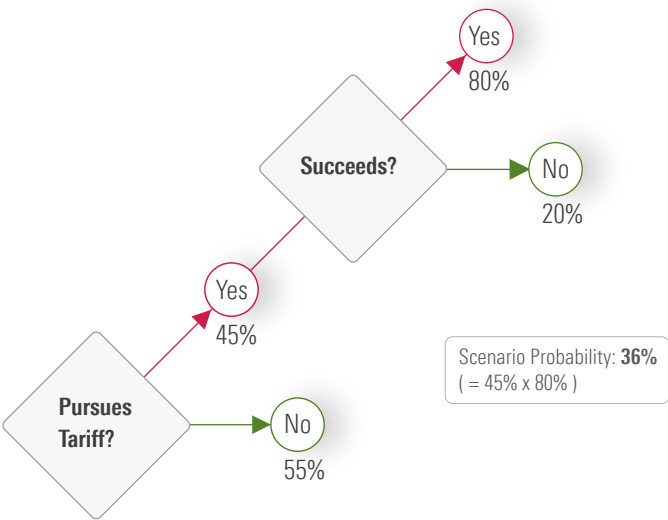 Yes
80%
Succeeds?
No
20%
Yes
45%
Scenario Probability: 36%
( = 45% x 80% )
Pursues
Tariff?
No
55%